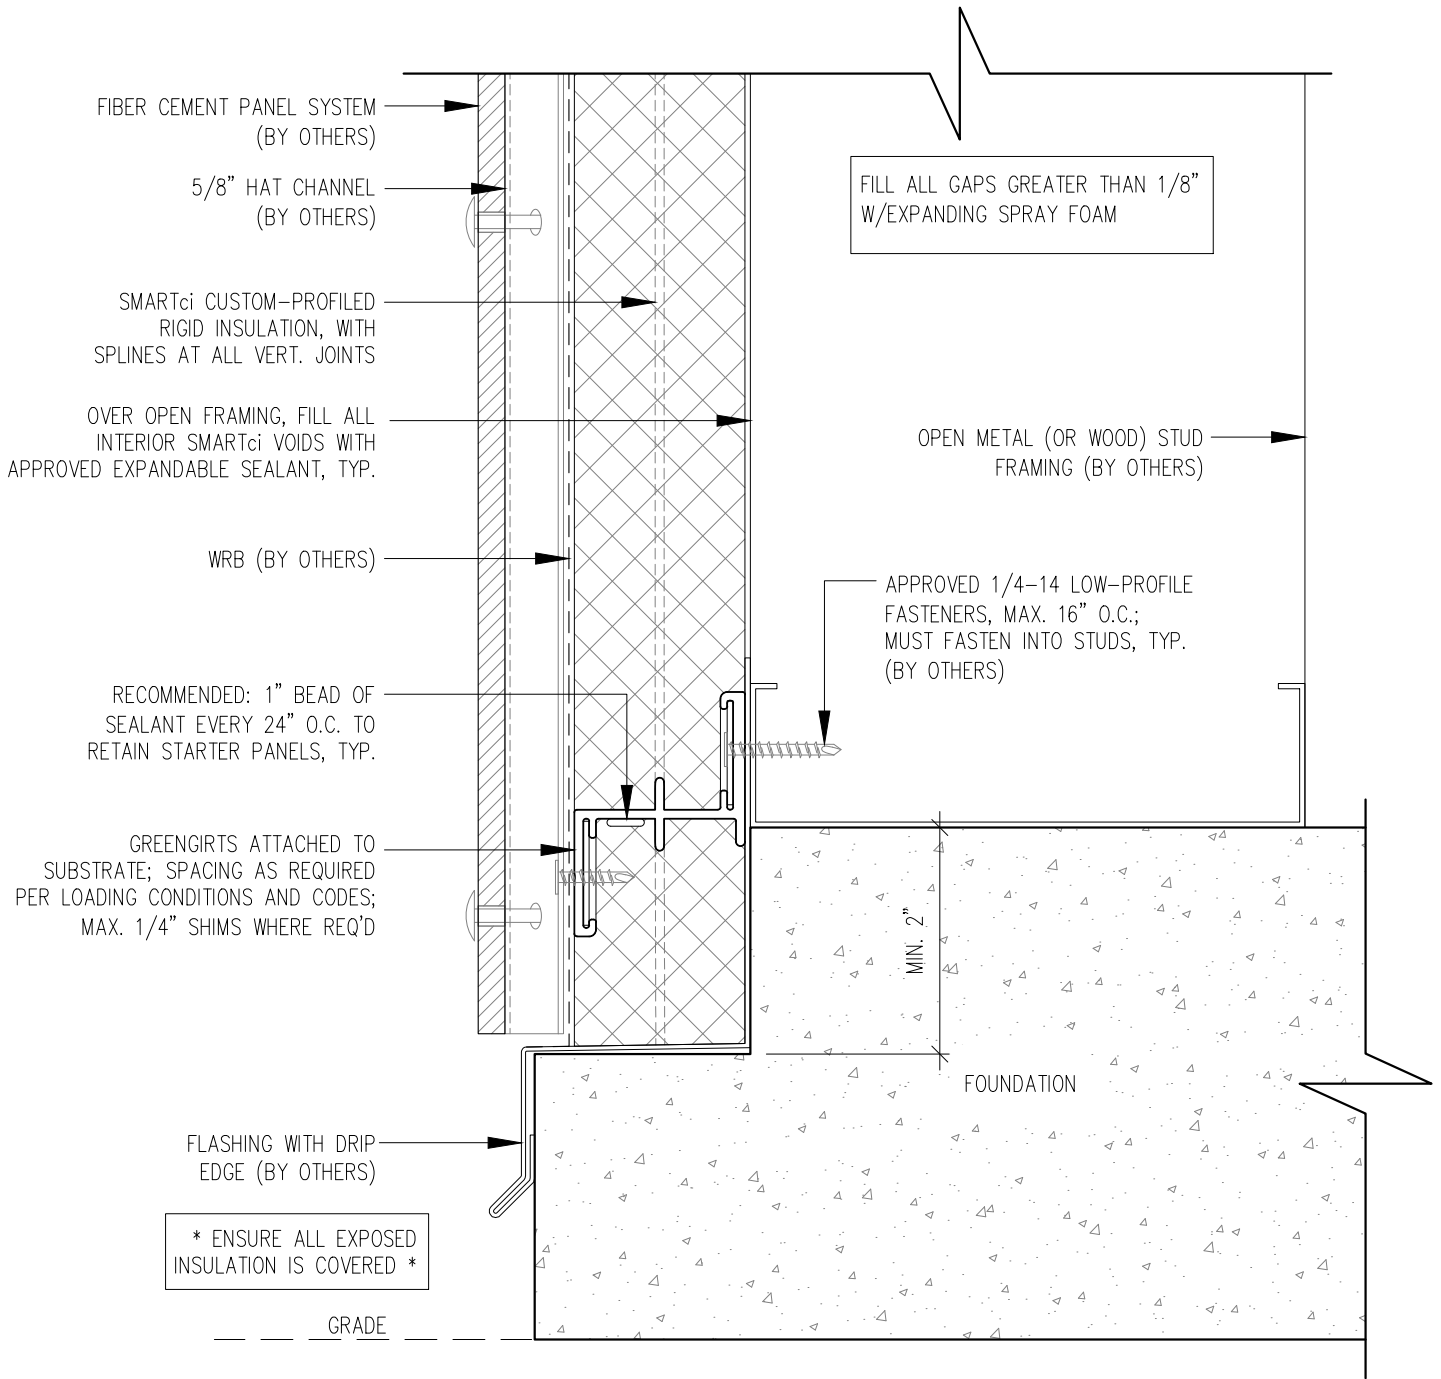 FIBER CEMENT PANEL SYSTEM
(BY OTHERS)
5/8" HAT CHANNEL
(BY OTHERS)
FILL ALL GAPS GREATER THAN 1/8"
W/EXPANDING SPRAY FOAM
SMARTci CUSTOM-PROFILED
RIGID INSULATION, WITH
SPLINES AT ALL VERT. JOINTS
OVER OPEN FRAMING, FILL ALL
INTERIOR SMARTci VOIDS WITH
APPROVED EXPANDABLE SEALANT, TYP.
OPEN METAL (OR WOOD) STUD
FRAMING (BY OTHERS)
WRB (BY OTHERS)
APPROVED 1/4-14 LOW-PROFILE
FASTENERS, MAX. 16" O.C.;
MUST FASTEN INTO STUDS, TYP.
(BY OTHERS)
RECOMMENDED: 1" BEAD OF
SEALANT EVERY 24" O.C. TO
RETAIN STARTER PANELS, TYP.
GREENGIRTS ATTACHED TO
SUBSTRATE; SPACING AS REQUIRED
PER LOADING CONDITIONS AND CODES;
MAX. 1/4" SHIMS WHERE REQ'D
MIN. 2"
FOUNDATION
FLASHING WITH DRIP
EDGE (BY OTHERS)
* ENSURE ALL EXPOSED
INSULATION IS COVERED *
GRADE